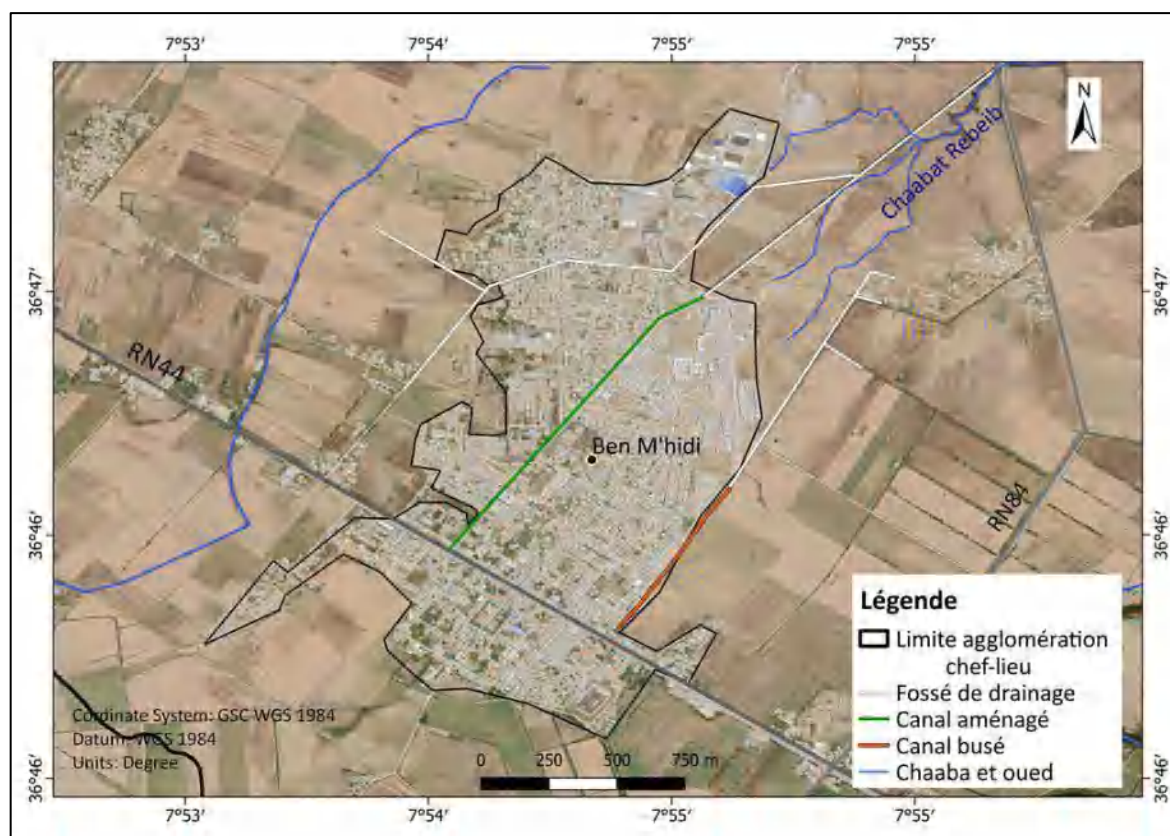 7°53′ 7°54′ 7°55′ 7°55′
N
Chaabat Rebeib
36°47′ 36°47′
RN44
Ben M'hidi
RN84
36°46′ 36°46′
Légende
Limite agglomération
chef-lieu
Fossé de drainage
Canal aménagé
Canal busé
Chaaba et oued
Cordinate System: GSC WGS 1984
Datum: WGS 1984
Units: Degree
0 250 500 750 m
36°46′ 36°46′
7°53′ 7°54′ 7°55′ 7°55′